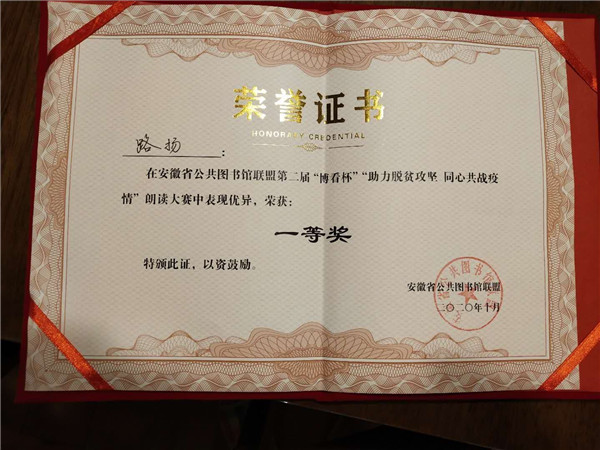 荣誉证书
HONORARY CREDENTIAL
路扬：
在安徽省公共图书馆联盟第二届“博看杯”“助力脱贫攻坚 同心共战疫
情”朗读大赛中表现优异，荣获：
一等奖
特颁此证，以资鼓励。
安徽省公共图书馆联盟
二〇二〇年十月